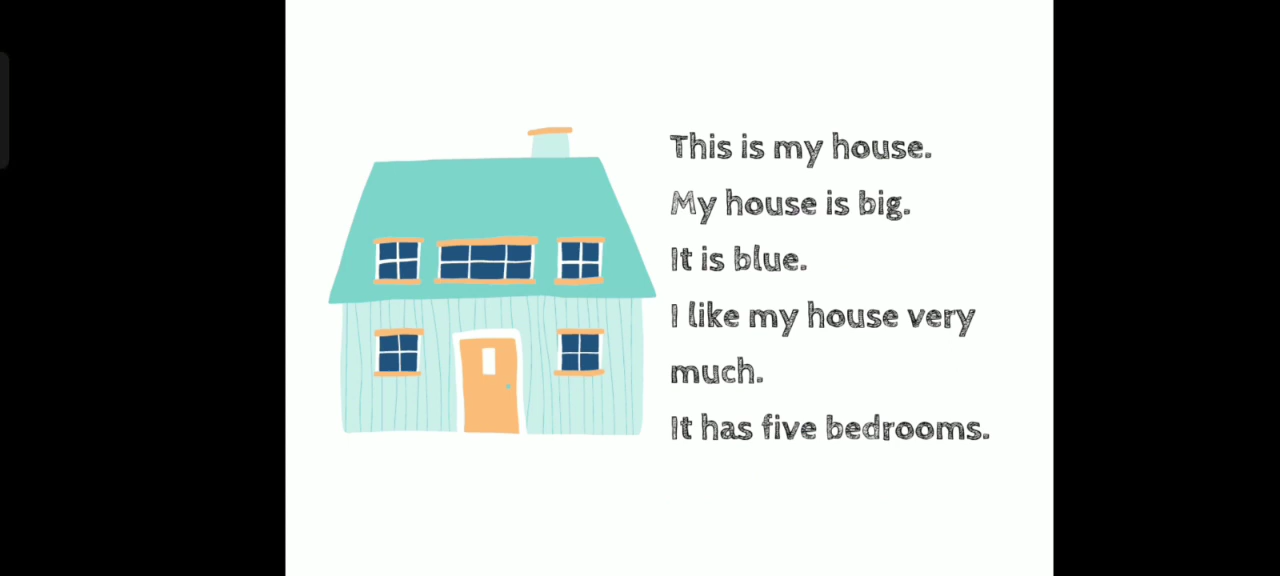 This is my house.
My house is big.
It is blue.
I like my house very
much.
It has five bedrooms.